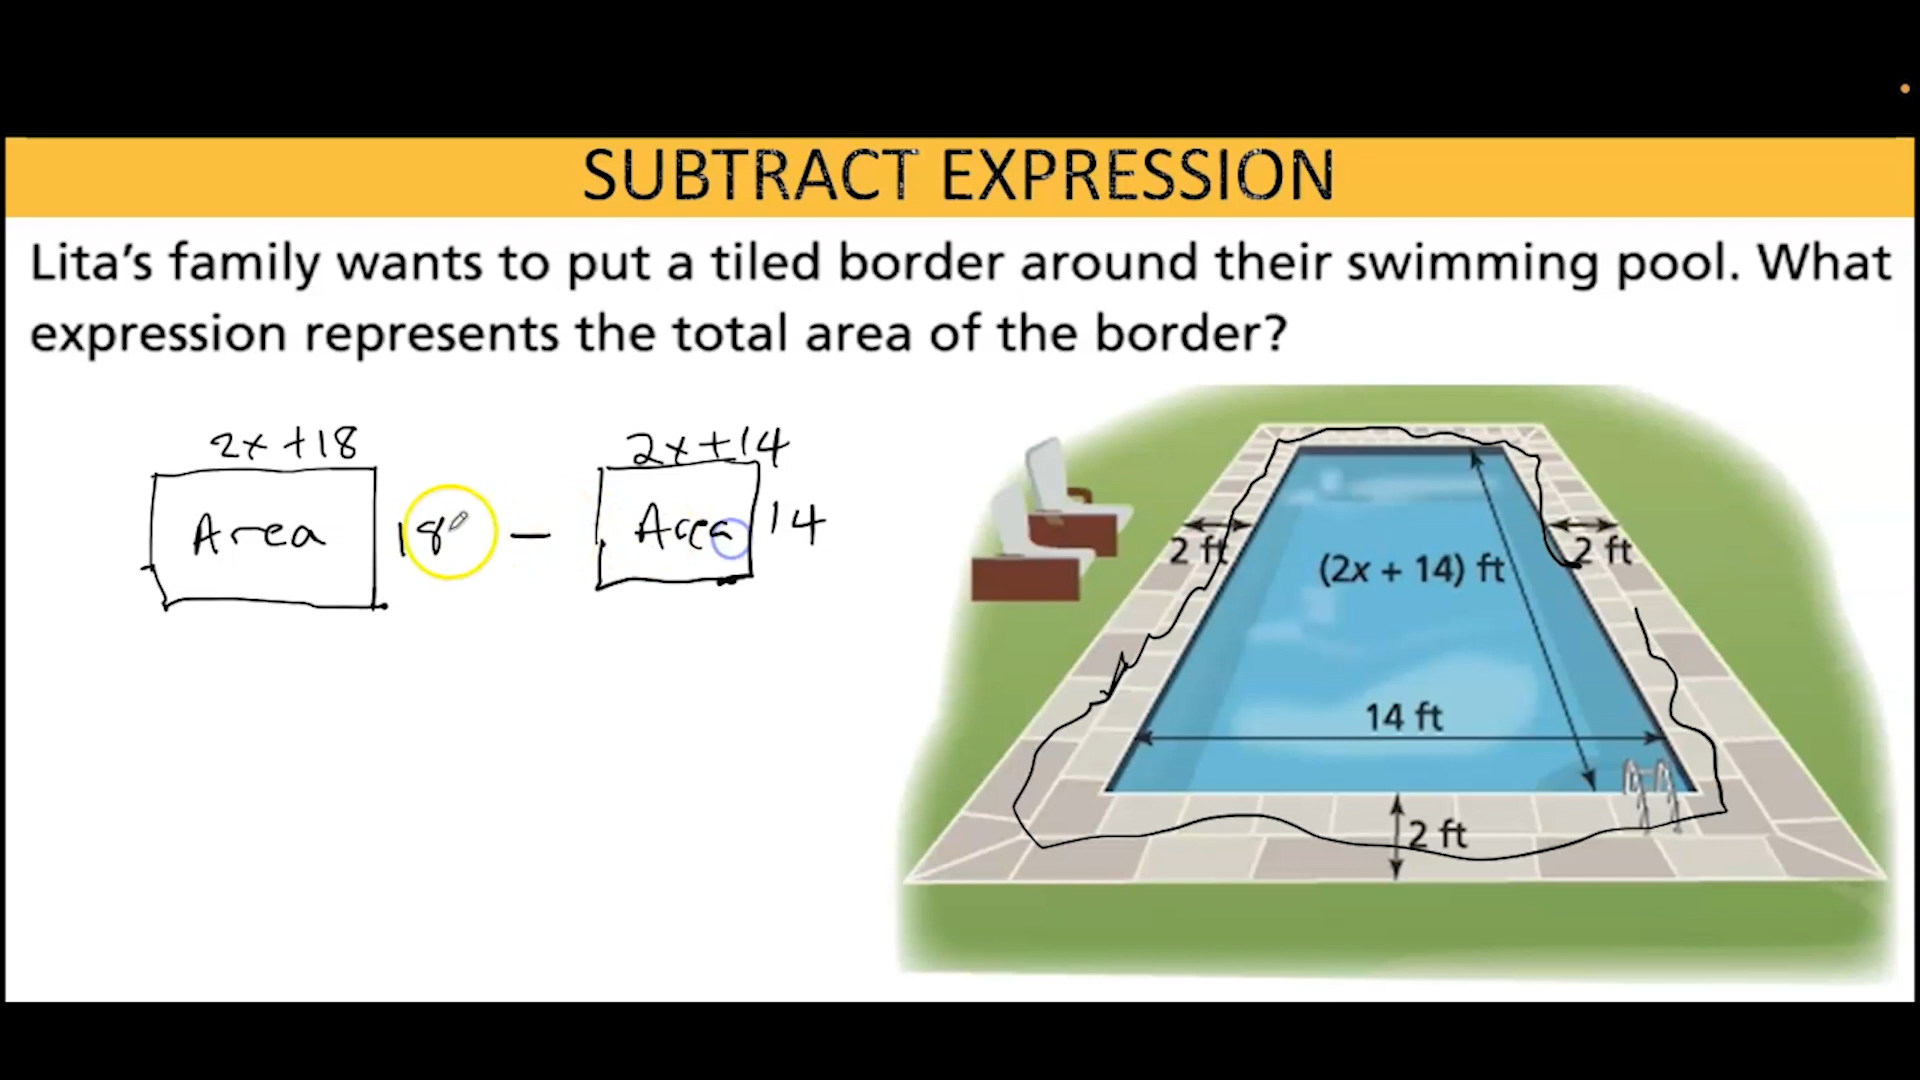 SUBTRACT EXPRESSION
Lita's family wants to put a tiled border around their swimming pool. What
expression represents the total area of the border?
2x +18
Area
18
–
2x+14
Area
14
2 ft
(2x + 14) ft
2 ft
14 ft
2 ft